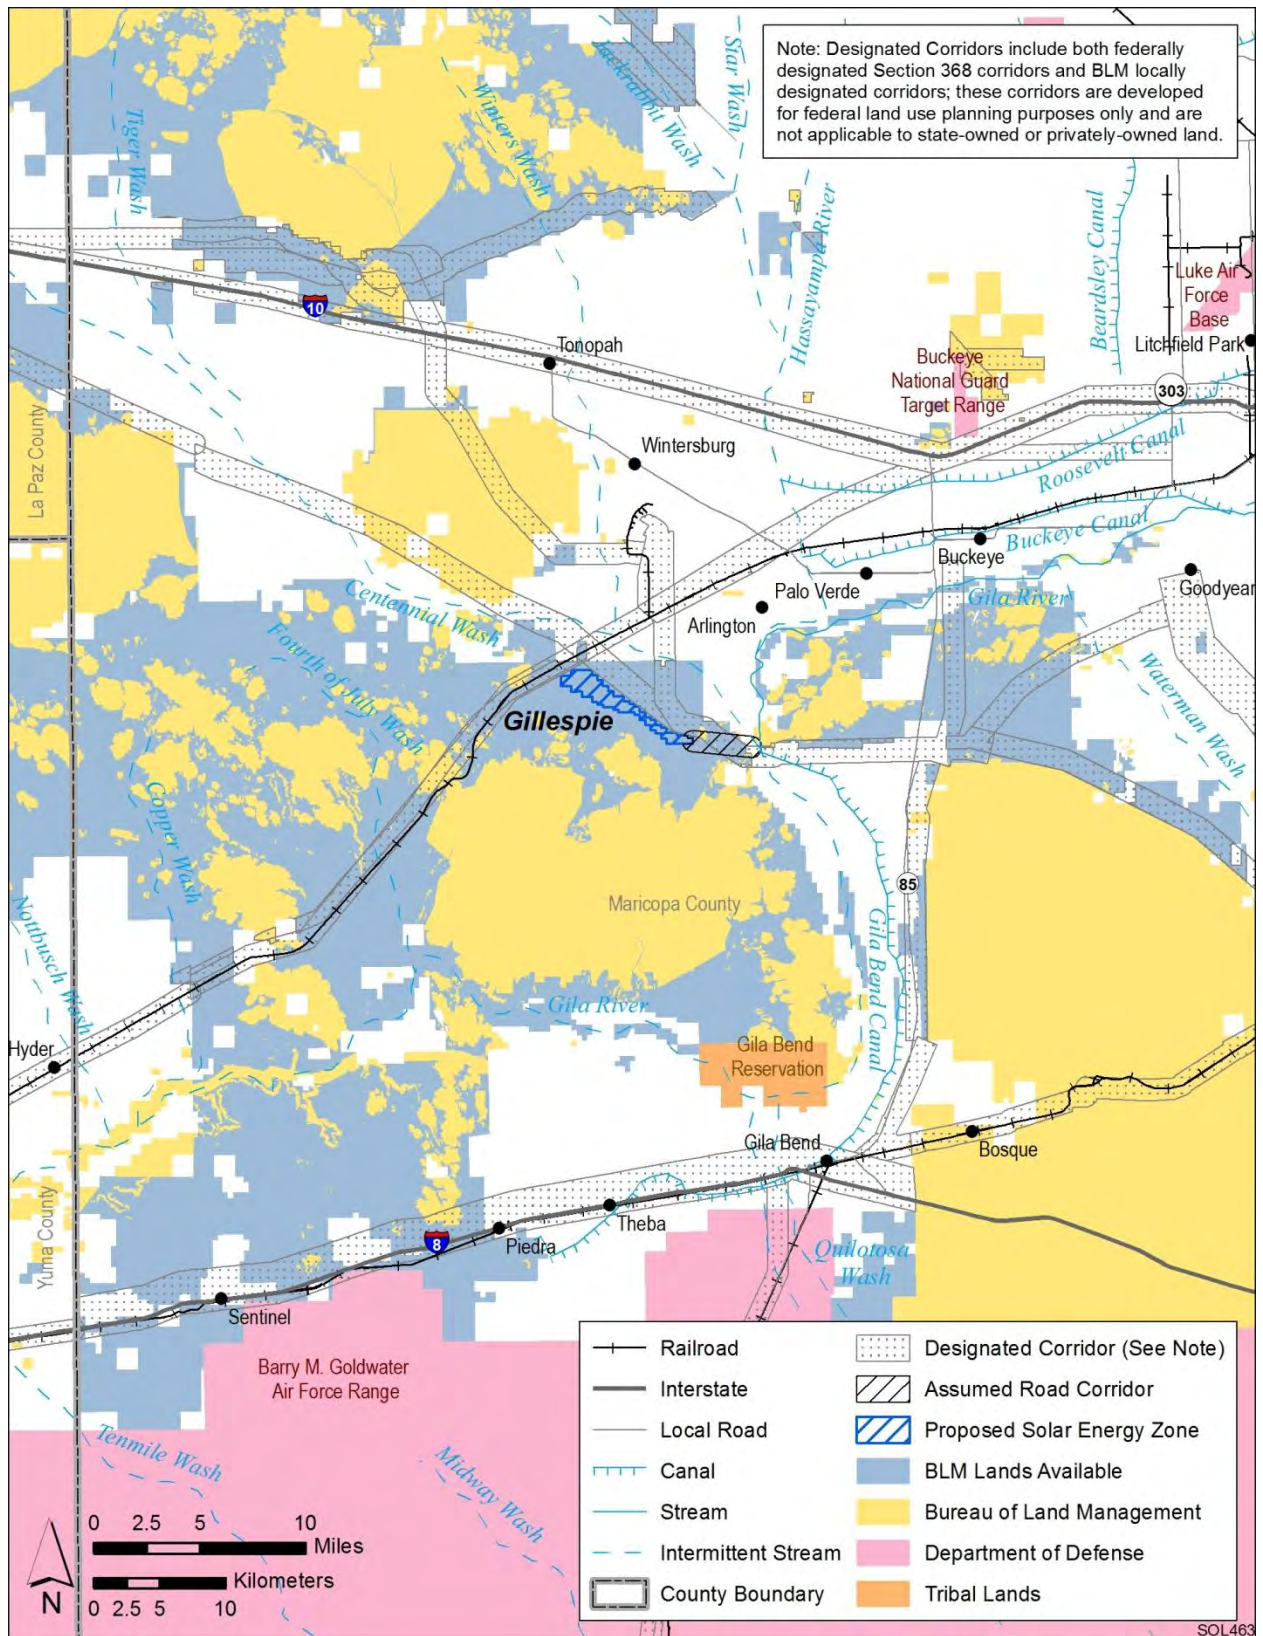 Note: Designated Corridors include both federally
designated Section 368 corridors and BLM locally
designated corridors; these corridors are developed
for federal land use planning purposes only and are
not applicable to state-owned or privately-owned land.
Jackrabbit Wash
Star Wash
Winters Wash
Tiger Wash
Hassayampa River
Beardsley Canal
Luke Air
Force
Base
Litchfield Park
10
Tonopah
Buckeye
National Guard
Target Range
303
La Paz County
Wintersburg
Roosevelt Canal
Buckeye Canal
Buckeye
Palo Verde
Goodyear
Gila River
Arlington
Centennial Wash
Fourth of July Wash
Waterman Wash
Gillespie
Copper Wash
85
Maricopa County
Gila Bend Canal
Nottbusch Wash
Gila River
Hyder
Gila Bend
Reservation
Gila Bend
Bosque
Yuma County
Theba
8
Piedra
Quilotosa
Wash
Sentinel
Barry M. Goldwater
Air Force Range
Tenmile Wash
Midway Wash
0 2.5 5 10
Miles
Kilometers
0 2.5 5 10
N
Railroad
Interstate
Local Road
Canal
Stream
Intermittent Stream
County Boundary
Designated Corridor (See Note)
Assumed Road Corridor
Proposed Solar Energy Zone
BLM Lands Available
Bureau of Land Management
Department of Defense
Tribal Lands
SOL463